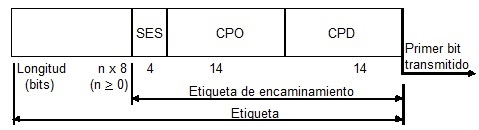 SES CPO CPD
Primer bit
transmitido
Longitud n x 8 4 14 14
(bits) (n ≥ 0)
Etiqueta de encaminamiento
Etiqueta